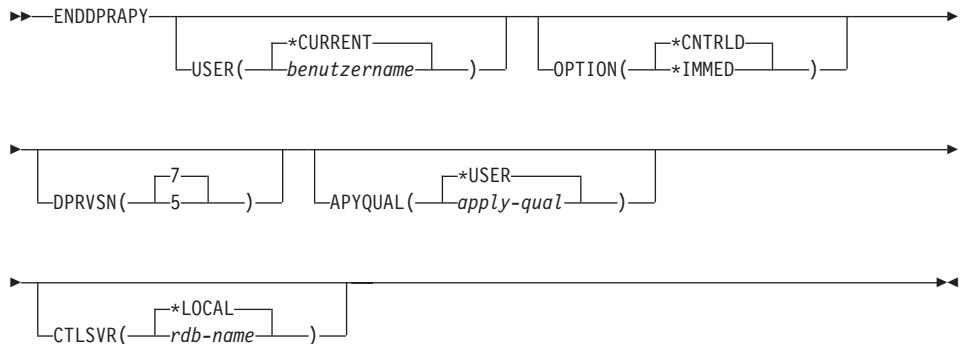 ENDDPRAPY
*CURRENT
USER( benutzername )
*CNTRLD
OPTION( *IMMED )
7
DPRVSN( 5 )
*USER
APYQUAL( apply-qual )
*LOCAL
CTLSVR( rdb-name )